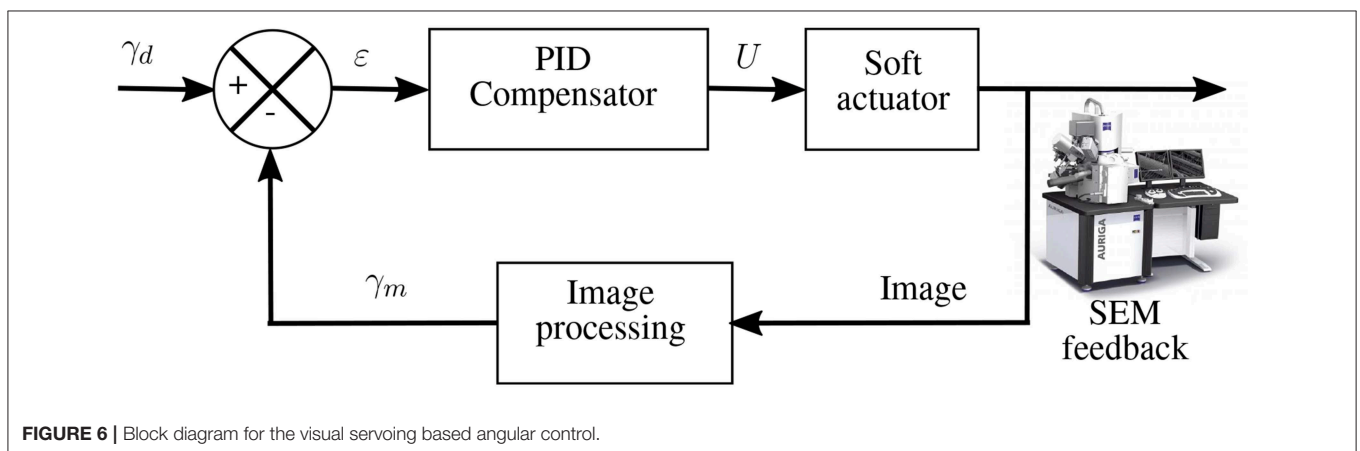 γd
+
-
ε
PID
Compensator
U
Soft
actuator
AURIGA
γm
Image
processing
Image
SEM
feedback
FIGURE 6 | Block diagram for the visual servoing based angular control.